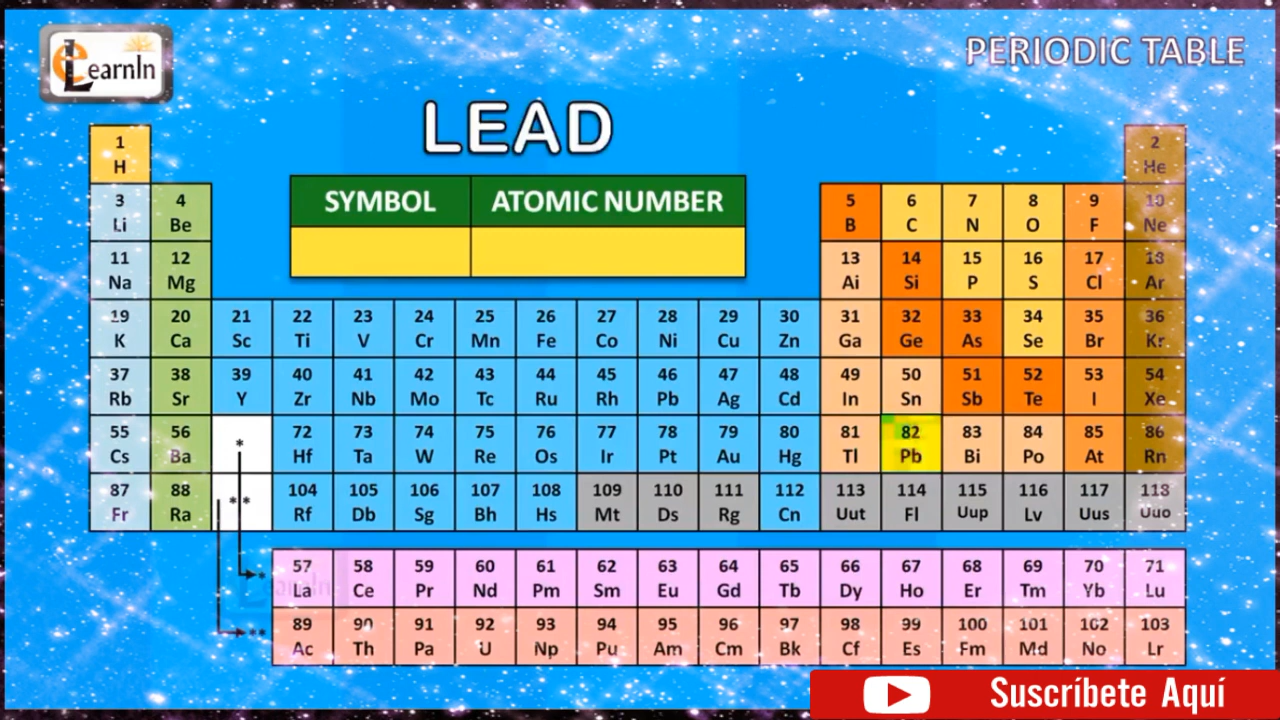 eLearnIn
PERIODIC TABLE
LEAD
SYMBOL ATOMIC NUMBER
1 2
H He
3 4 5 6 7 8 9 10
Li Be B C N O F Ne
11 12 13 14 15 16 17 18
Na Mg Ai Si P S Cl Ar
19 20 21 22 23 24 25 26 27 28 29 30 31 32 33 34 35 36
K Ca Sc Ti V Cr Mn Fe Co Ni Cu Zn Ga Ge As Se Br Kr
37 38 39 40 41 42 43 44 45 46 47 48 49 50 51 52 53 54
Rb Sr Y Zr Nb Mo Tc Ru Rh Pb Ag Cd In Sn Sb Te I Xe
55 56 * 72 73 74 75 76 77 78 79 80 81 82 83 84 85 86
Cs Ba Hf Ta W Re Os Ir Pt Au Hg Tl Pb Bi Po At Rn
87 88 ** 104 105 106 107 108 109 110 111 112 113 114 115 116 117 118
Fr Ra Rf Db Sg Bh Hs Mt Ds Rg Cn Uut Fl Uup Lv Uus Uuo
* 57 58 59 60 61 62 63 64 65 66 67 68 69 70 71
La Ce Pr Nd Pm Sm Eu Gd Tb Dy Ho Er Tm Yb Lu
** 89 90 91 92 93 94 95 96 97 98 99 100 101 102 103
Ac Th Pa U Np Pu Am Cm Bk Cf Es Fm Md No Lr
Suscríbete Aquí